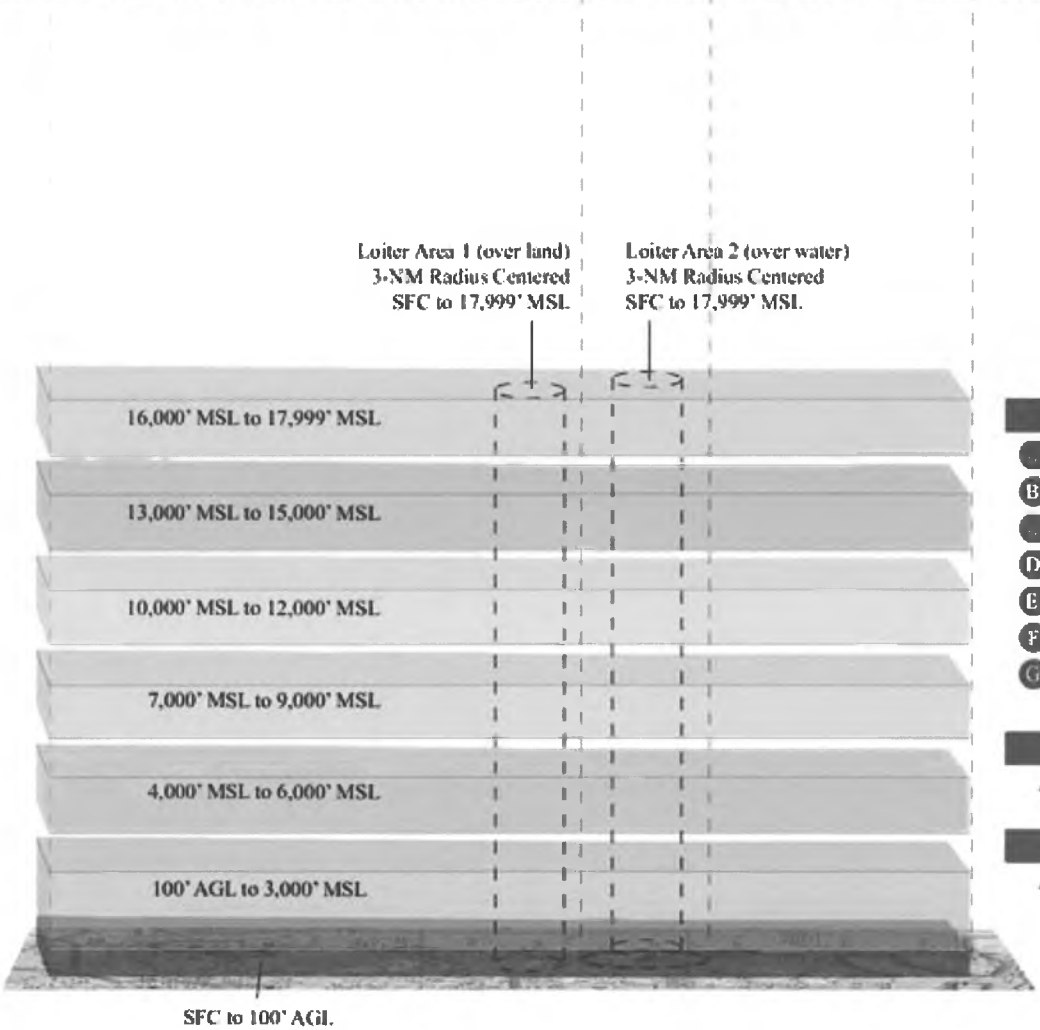 Loiter Area 1 (over land)
3-NM Radius Centered
SFC to 17,999' MSL
Loiter Area 2 (over water)
3-NM Radius Centered
SFC to 17,999' MSL
16,000' MSL to 17,999' MSL
13,000' MSL to 15,000' MSL
10,000' MSL to 12,000' MSL
7,000' MSL to 9,000' MSL
4,000' MSL to 6,000' MSL
100' AGL to 3,000' MSL
SFC to 100' AGL
B
D
E
F
G